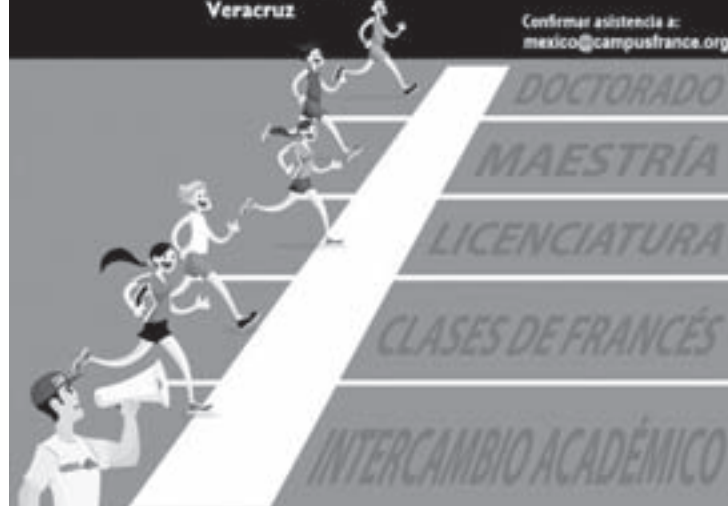 Veracruz
Confirmar asistencia a:
mexico@campusfrance.org
DOCTORADO
MAESTRÍA
LICENCIATURA
CLASES DE FRANCÉS
INTERCAMBIO ACADÉMICO